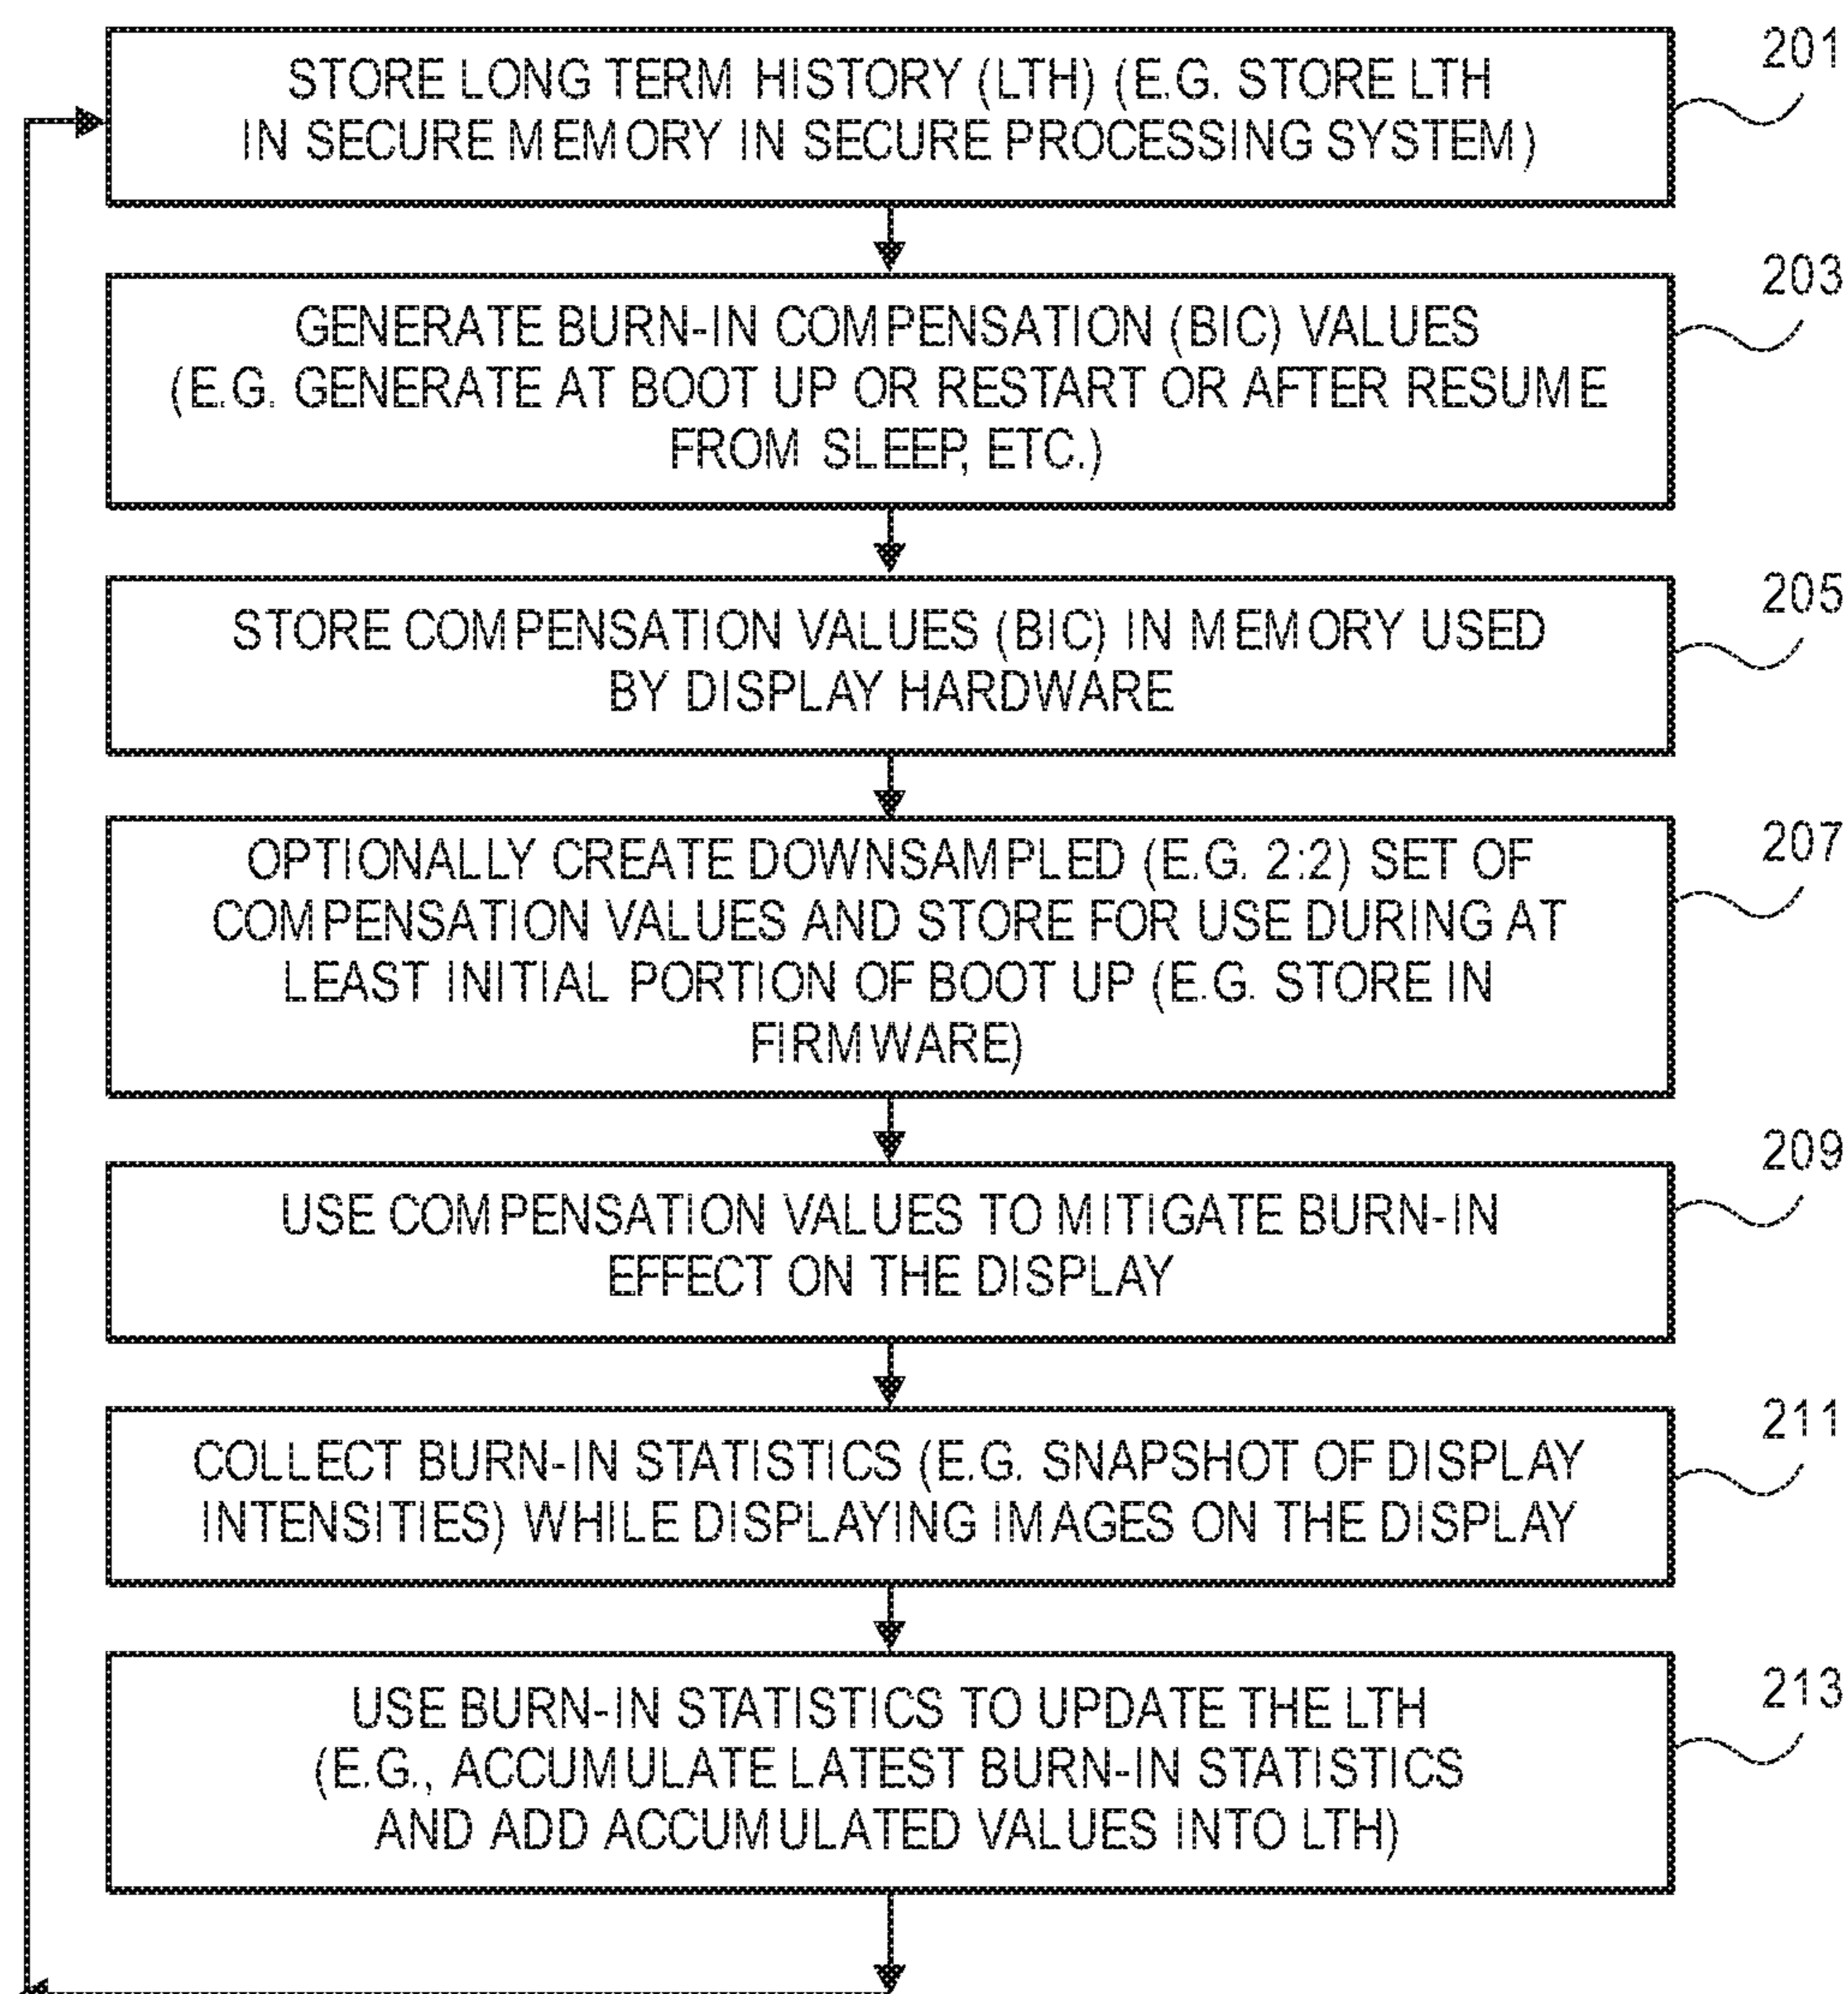 STORE LONG TERM HISTORY (LTH) (E.G. STORE LTH
IN SECURE MEMORY IN SECURE PROCESSING SYSTEM)
201
GENERATE BURN-IN COMPENSATION (BIC) VALUES
(E.G. GENERATE AT BOOT UP OR RESTART OR AFTER RESUME
FROM SLEEP, ETC.)
203
STORE COMPENSATION VALUES (BIC) IN MEMORY USED
BY DISPLAY HARDWARE
205
OPTIONALLY CREATE DOWNSAMPLED (E.G. 2:2) SET OF
COMPENSATION VALUES AND STORE FOR USE DURING AT
LEAST INITIAL PORTION OF BOOT UP (E.G. STORE IN
FIRMWARE)
207
USE COMPENSATION VALUES TO MITIGATE BURN-IN
EFFECT ON THE DISPLAY
209
COLLECT BURN-IN STATISTICS (E.G. SNAPSHOT OF DISPLAY
INTENSITIES) WHILE DISPLAYING IMAGES ON THE DISPLAY
211
USE BURN-IN STATISTICS TO UPDATE THE LTH
(E.G., ACCUMULATE LATEST BURN-IN STATISTICS
AND ADD ACCUMULATED VALUES INTO LTH)
213